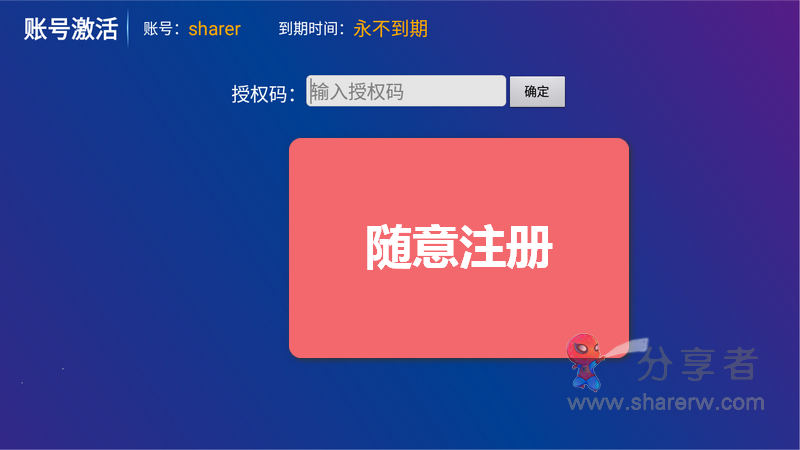 账号激活 账号：sharer 到期时间：永不到期
授权码： 输入授权码 确定
随意注册
分享者
www.sharerw.com